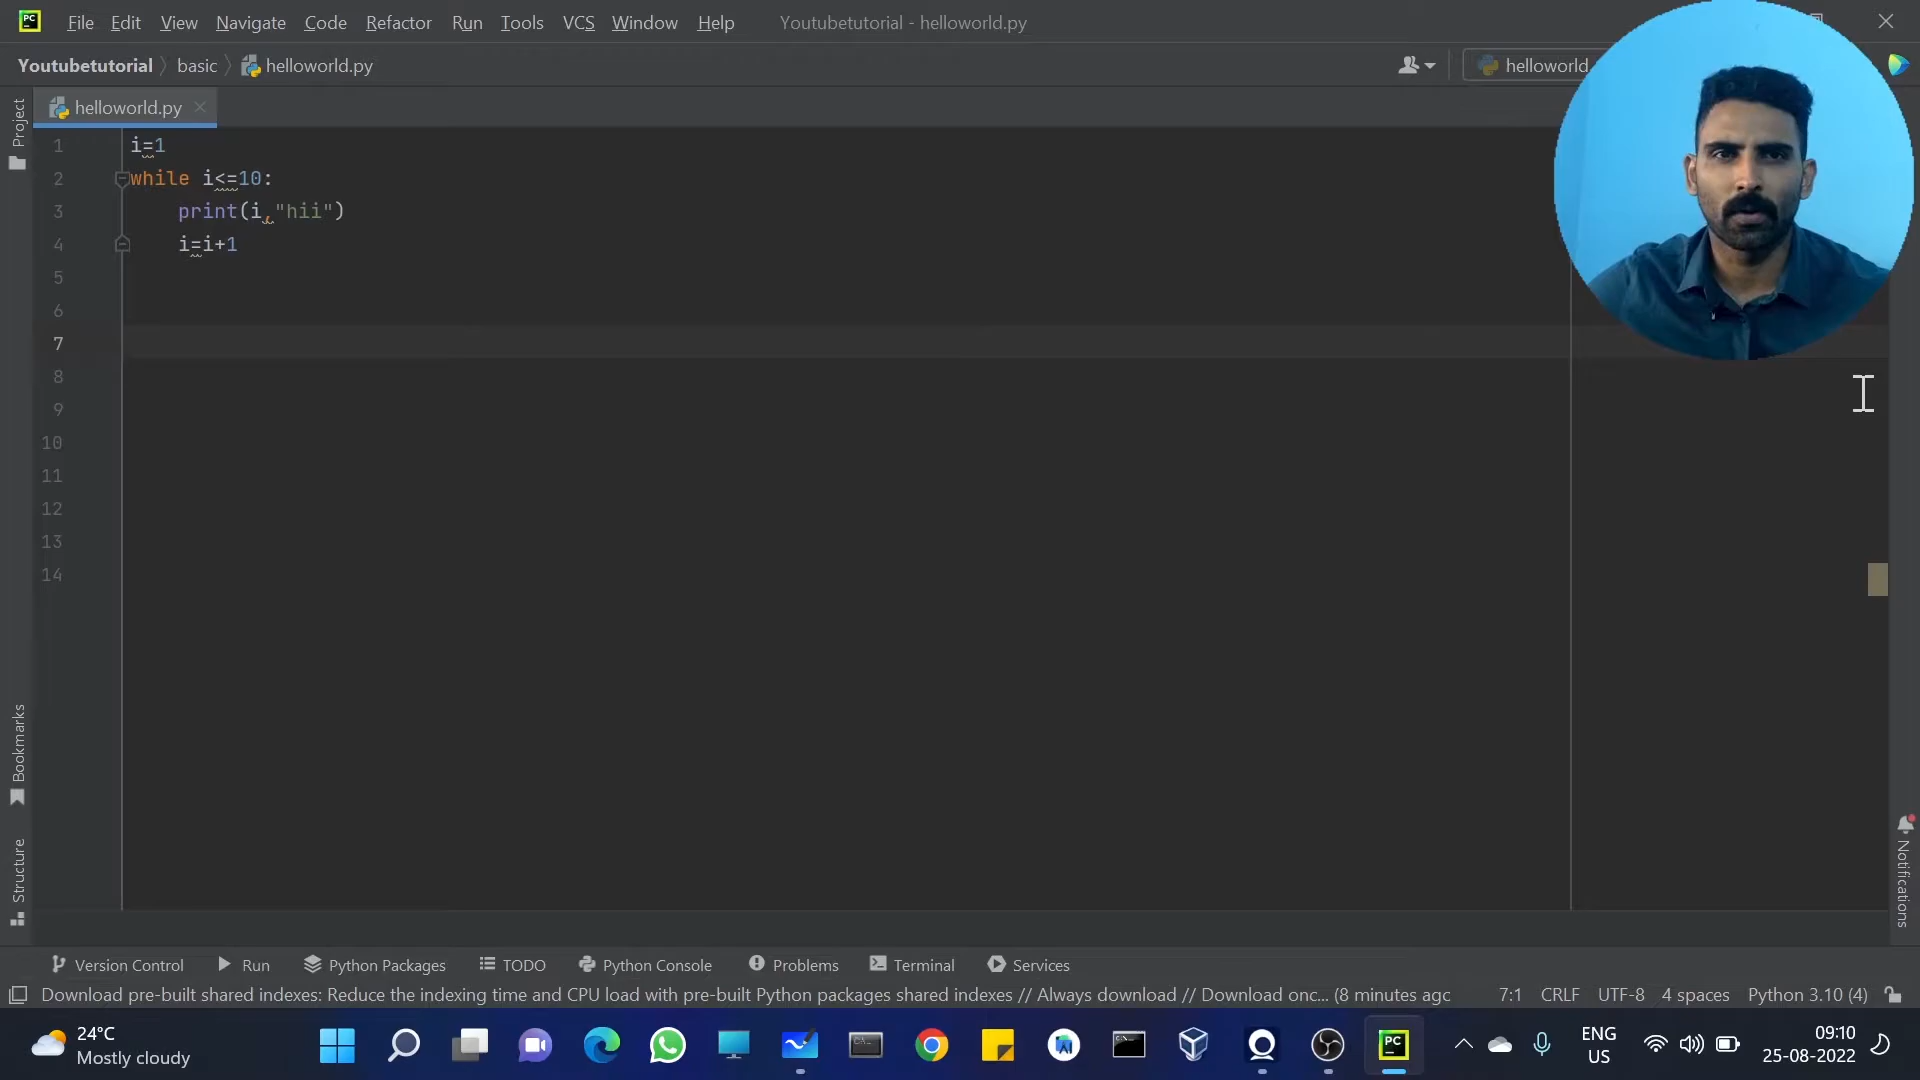 File Edit View Navigate Code Refactor Run Tools VCS Window Help Youtubetutorial - helloworld.py
Youtubetutorial basic helloworld.py helloworld
helloworld.py
Project
1 i=1
2 while i<=10:
3 print(i,"hii")
4 i=i+1
5
6
7
8
9
10
11
12
13
14
Bookmarks
Structure
Notifications
Version Control Run Python Packages TODO Python Console Problems Terminal Services
Download pre-built shared indexes: Reduce the indexing time and CPU load with pre-built Python packages shared indexes // Always download // Download onc... (8 minutes agc 7:1 CRLF UTF-8 4 spaces Python 3.10 (4)
24°C
Mostly cloudy
PC
ENG
US
09:10
25-08-2022